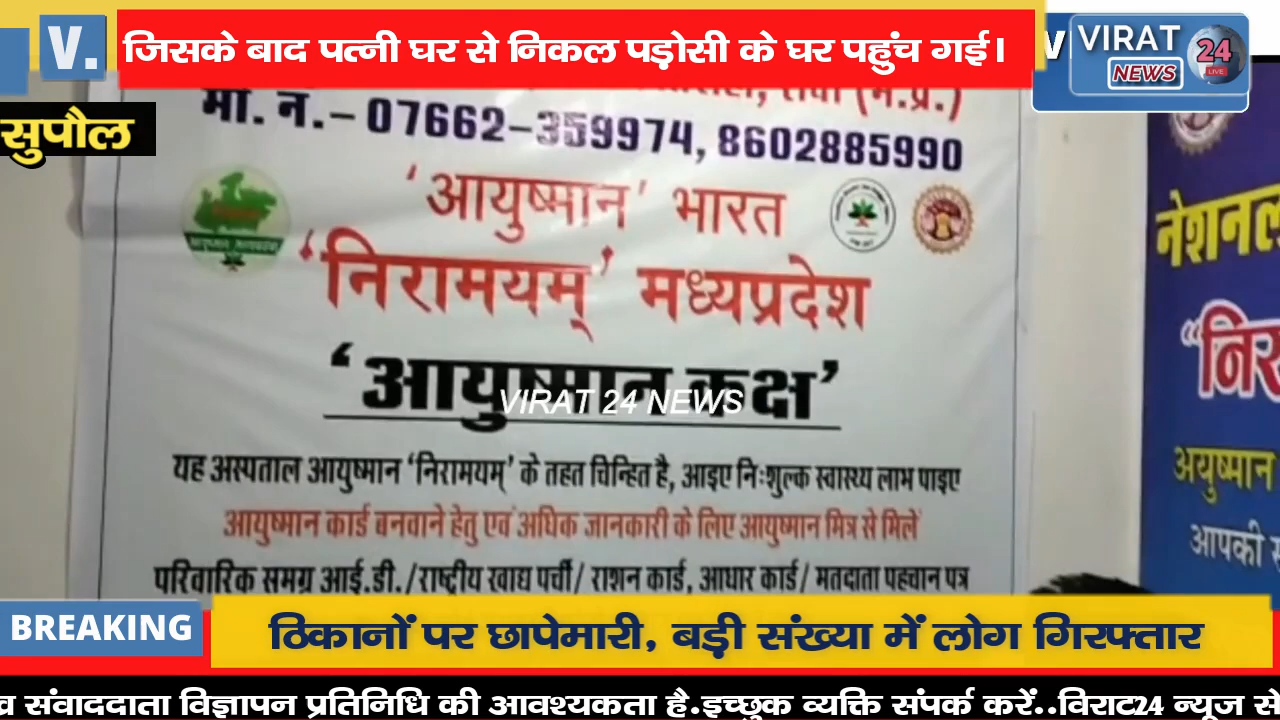 V. जिसके बाद पत्नी घर से निकल पड़ोसी के घर पहुंच गई।
V
VIRAT 24
NEWS LIVE
सुपौल
रीवा (म.प्र.)
मो. न.– 07662–359974, 8602885990
‘आयुष्मान’ भारत
‘निरामयम्’ मध्यप्रदेश
‘आयुष्मान कक्ष’
VIRAT 24 NEWS
यह अस्पताल आयुष्मान ‘निरामयम्’ के तहत चिन्हित है, आइए निःशुल्क स्वास्थ्य लाभ पाइए
आयुष्मान कार्ड बनवाने हेतु एवं अधिक जानकारी के लिए आयुष्मान मित्र से मिलें
परिवारिक समग्र आई.डी./राष्ट्रीय खाद्य पर्ची/ राशन कार्ड, आधार कार्ड/ मतदाता पहचान पत्र
नेशनल
“निरा
अयुष्मान
आपकी
BREAKING
ठिकानों पर छापेमारी, बड़ी संख्या में लोग गिरफ्तार
संवाददाता विज्ञापन प्रतिनिधि की आवश्यकता है.इच्छुक व्यक्ति संपर्क करें..विराट24 न्यूज से